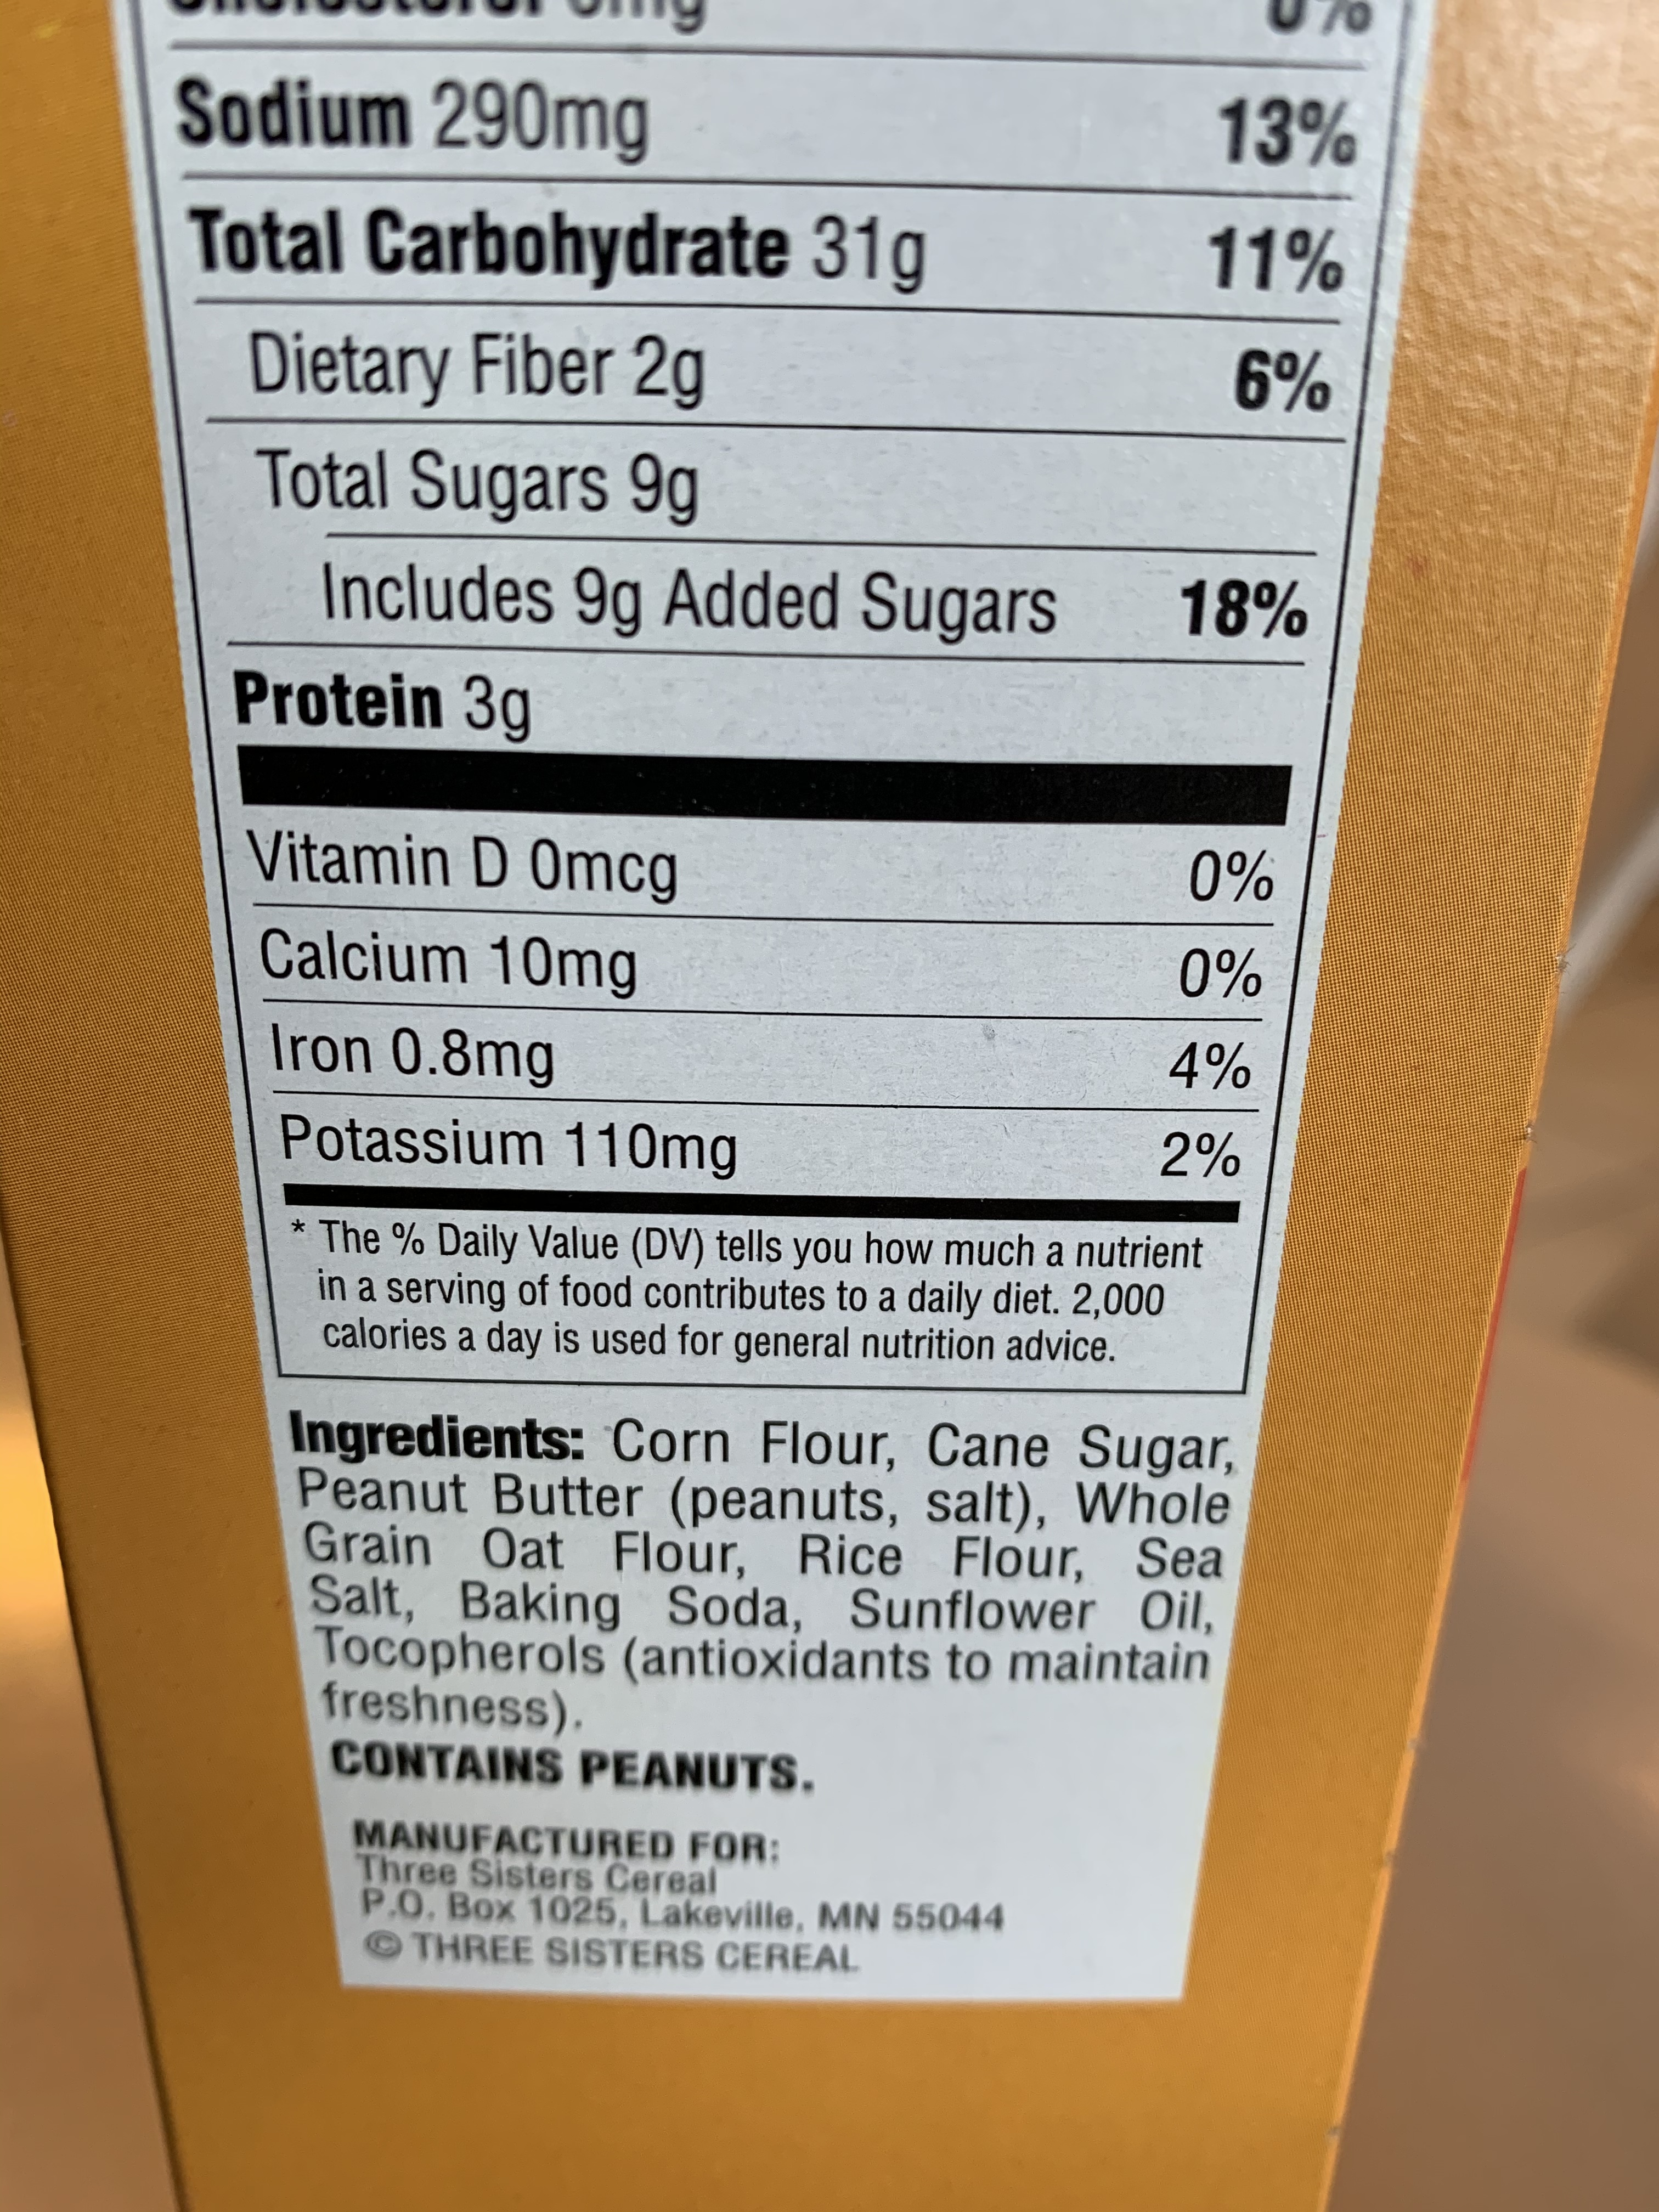 Sodium 290mg 13%
Total Carbohydrate 31g 11%
Dietary Fiber 2g 6%
Total Sugars 9g
Includes 9g Added Sugars 18%
Protein 3g
Vitamin D 0mcg 0%
Calcium 10mg 0%
Iron 0.8mg 4%
Potassium 110mg 2%
* The % Daily Value (DV) tells you how much a nutrient
in a serving of food contributes to a daily diet. 2,000
calories a day is used for general nutrition advice.
Ingredients: Corn Flour, Cane Sugar,
Peanut Butter (peanuts, salt), Whole
Grain Oat Flour, Rice Flour, Sea
Salt, Baking Soda, Sunflower Oil,
Tocopherols (antioxidants to maintain
freshness).
CONTAINS PEANUTS.
MANUFACTURED FOR:
Three Sisters Cereal
P.O. Box 1025, Lakeville, MN 55044
© THREE SISTERS CEREAL